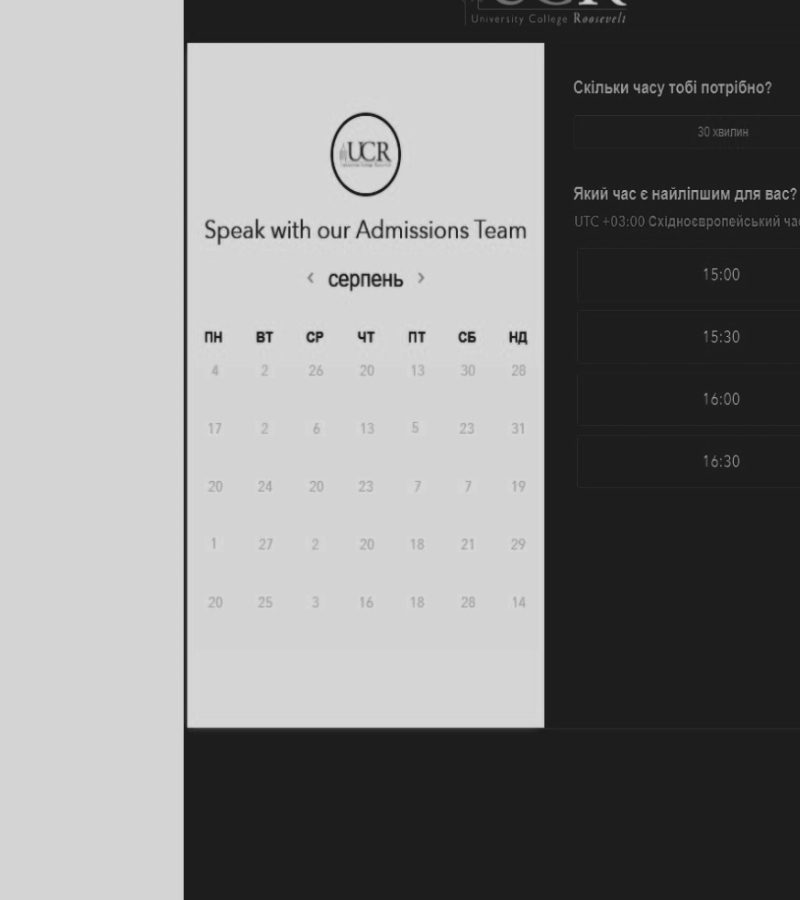 University College Roosevelt
UCR
Speak with our Admissions Team
‹ серпень ›
ПН ВТ СР ЧТ ПТ СБ НД
4 2 26 20 13 30 28
17 2 6 13 5 23 31
20 24 20 23 7 7 19
1 27 2 20 18 21 29
20 25 3 16 18 28 14
Скільки часу тобі потрібно?
30 хвилин
Який час є найліпшим для вас?
UTC +03:00 Східноєвропейський
15:00
15:30
16:00
16:30